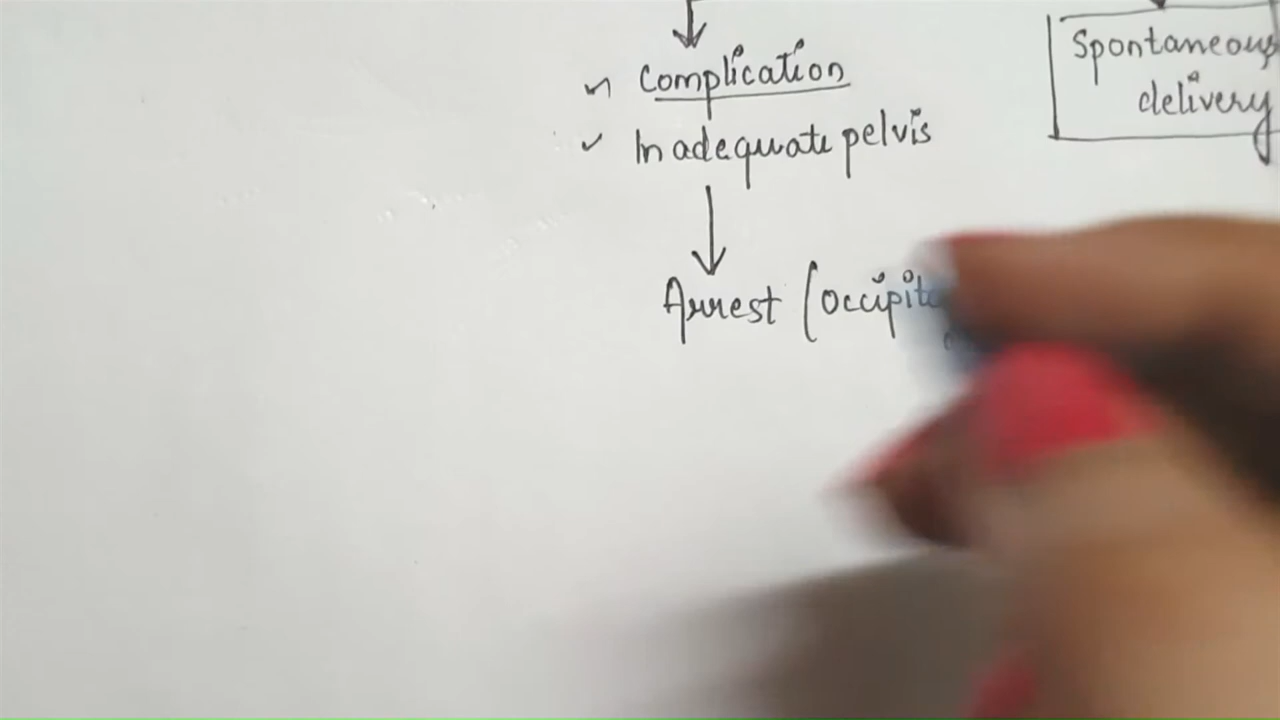 Complication
Inadequate pelvis
Arrest (occipito
Spontaneous
delivery